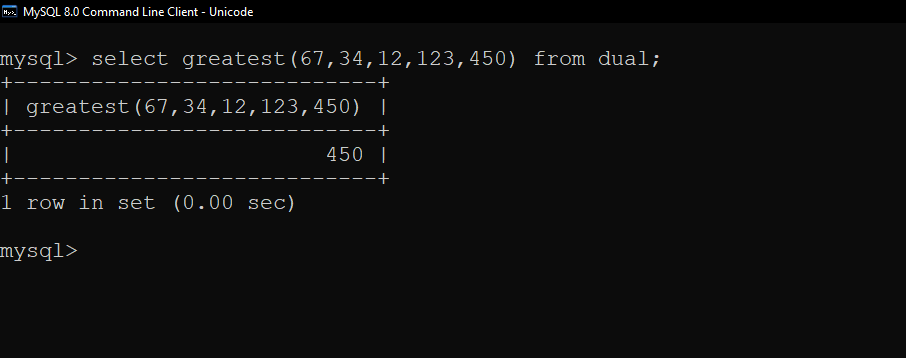 MySQL 8.0 Command Line Client - Unicode
mysql> select greatest(67,34,12,123,450) from dual;
+----------------------------+
| greatest(67,34,12,123,450) |
+----------------------------+
|                        450 |
+----------------------------+
1 row in set (0.00 sec)
mysql>